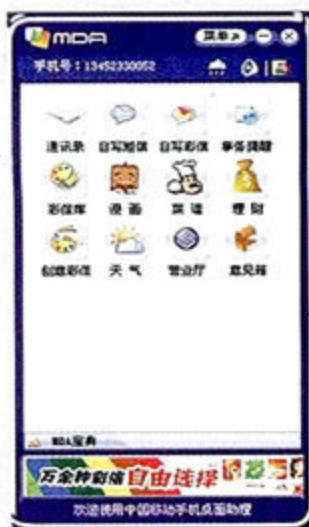 MDA 菜单
手机号:13452330052
通讯录 自写短信 自写彩信 事务提醒
彩信库 漫画 菜谱 理财
创意彩信 天气 营业厅 意见箱
MDA宝典
万余种彩信自由选择
欢迎使用中国移动手机桌面助理